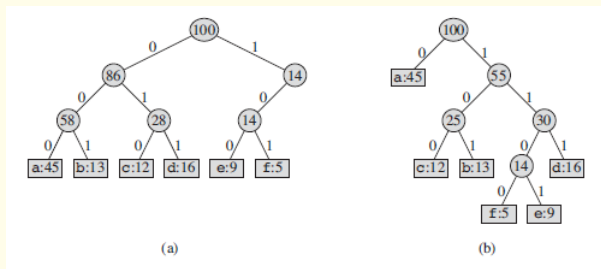 100 100
0 1 0 1
86 14 a:45 55
0 1 0 0 1
58 28 14 25 30
0 1 0 1 0 1 0 1 0 1
a:45 b:13 c:12 d:16 e:9 f:5 c:12 b:13 14 d:16
0 1
f:5 e:9
(a) (b)